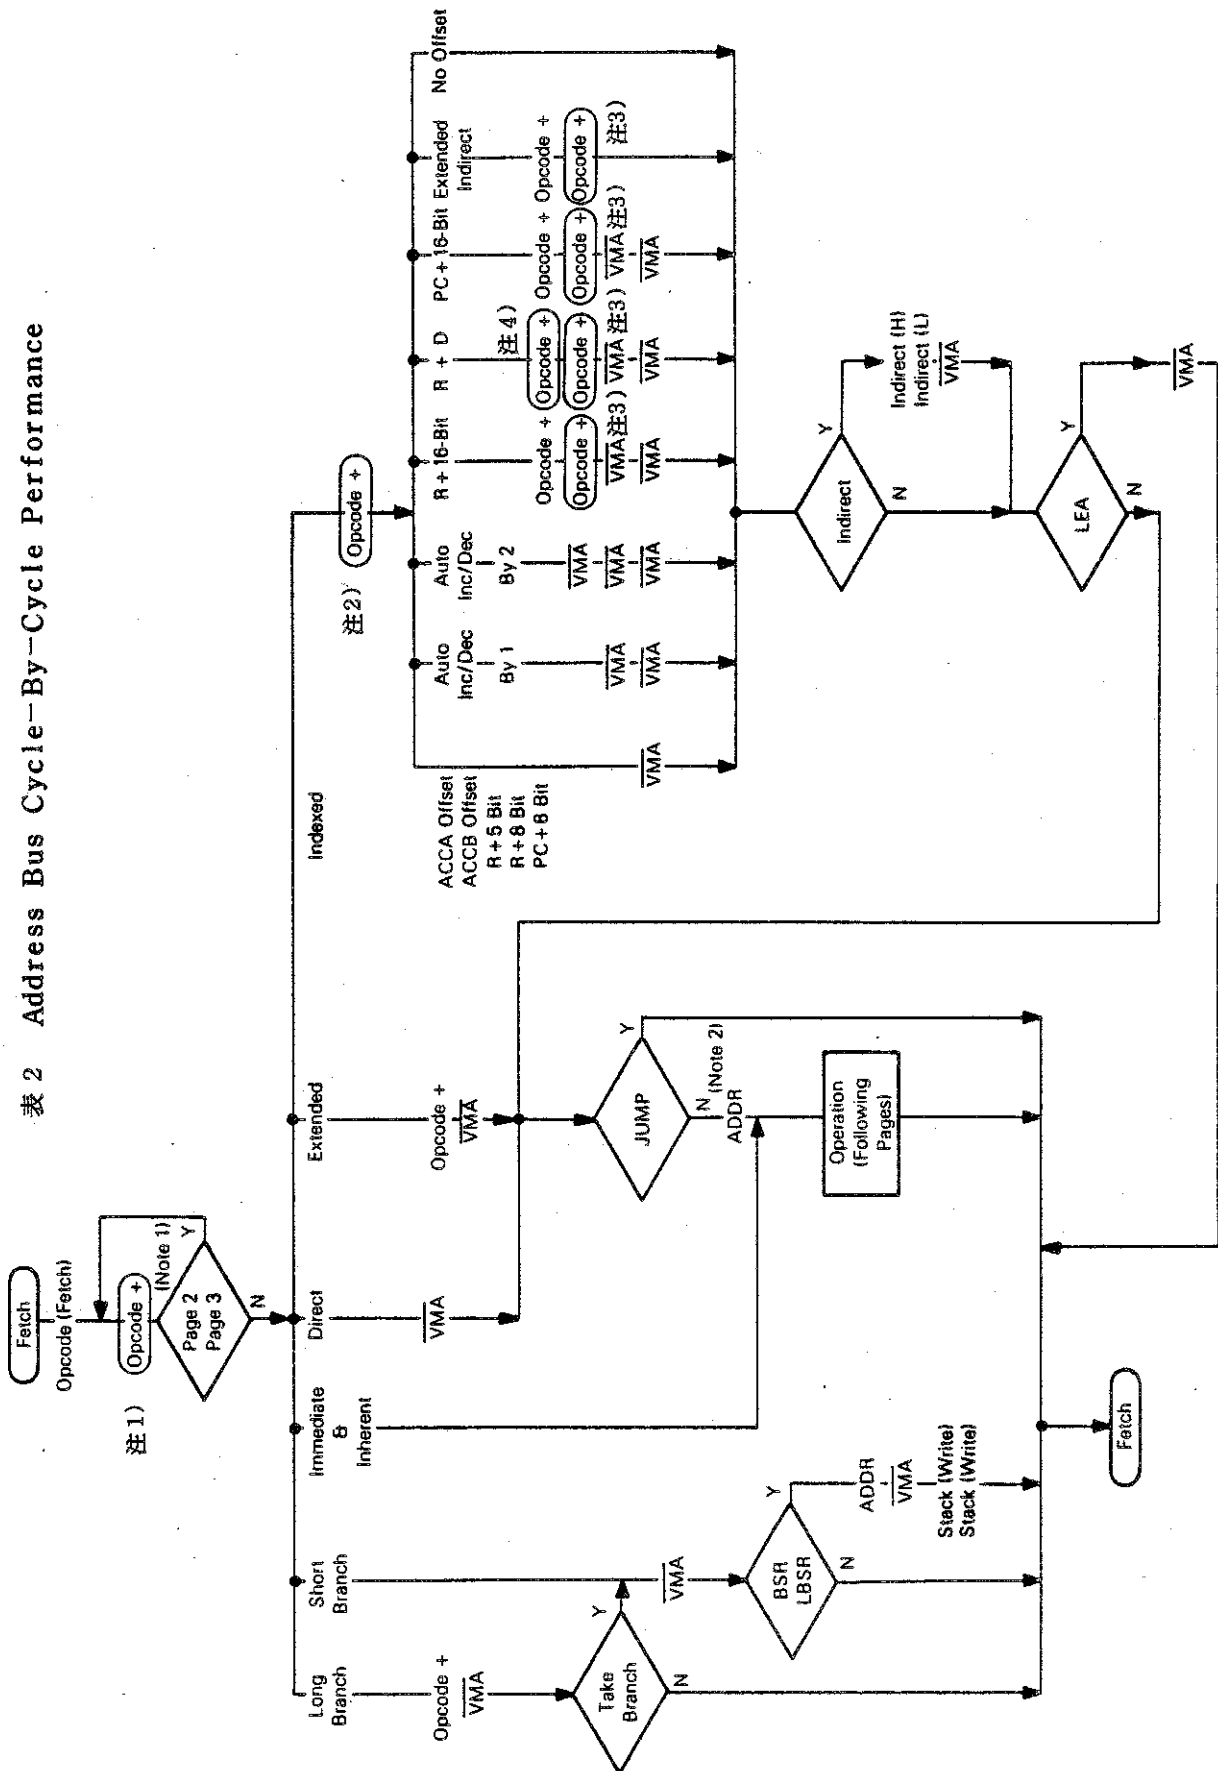 表 2 Address Bus Cycle-By-Cycle Performance
Fetch
Opcode (Fetch)
注1)
Opcode +
(Note 1)
Page 2
Page 3
Y
N
Long
Branch
Opcode +
VMA
Take
Branch
Y
N
Short
Branch
VMA
BSR
LBSR
Y
N
ADDR
VMA
Stack (Write)
Stack (Write)
Immediate
&
Inherent
Direct
VMA
Extended
Opcode +
VMA
JUMP
Y
N
(Note 2)
ADDR
Operation
(Following
Pages)
Fetch
Indexed
注2)
Opcode +
ACCA Offset
ACCB Offset
R+5 Bit
R+8 Bit
PC+8 Bit
VMA
Auto
Inc/Dec
By 1
VMA
VMA
Auto
Inc/Dec
By 2
VMA
VMA
VMA
R+16-Bit
Opcode +
Opcode +
VMA 注3)
VMA
R + D
注4)
Opcode +
Opcode +
VMA 注3)
VMA
PC+16-Bit
Opcode +
Opcode +
VMA 注3)
VMA
Extended
Indirect
Opcode +
Opcode +
注3)
No Offset
Indirect
Y
N
Indirect (H)
Indirect (L)
VMA
LEA
Y
N
VMA